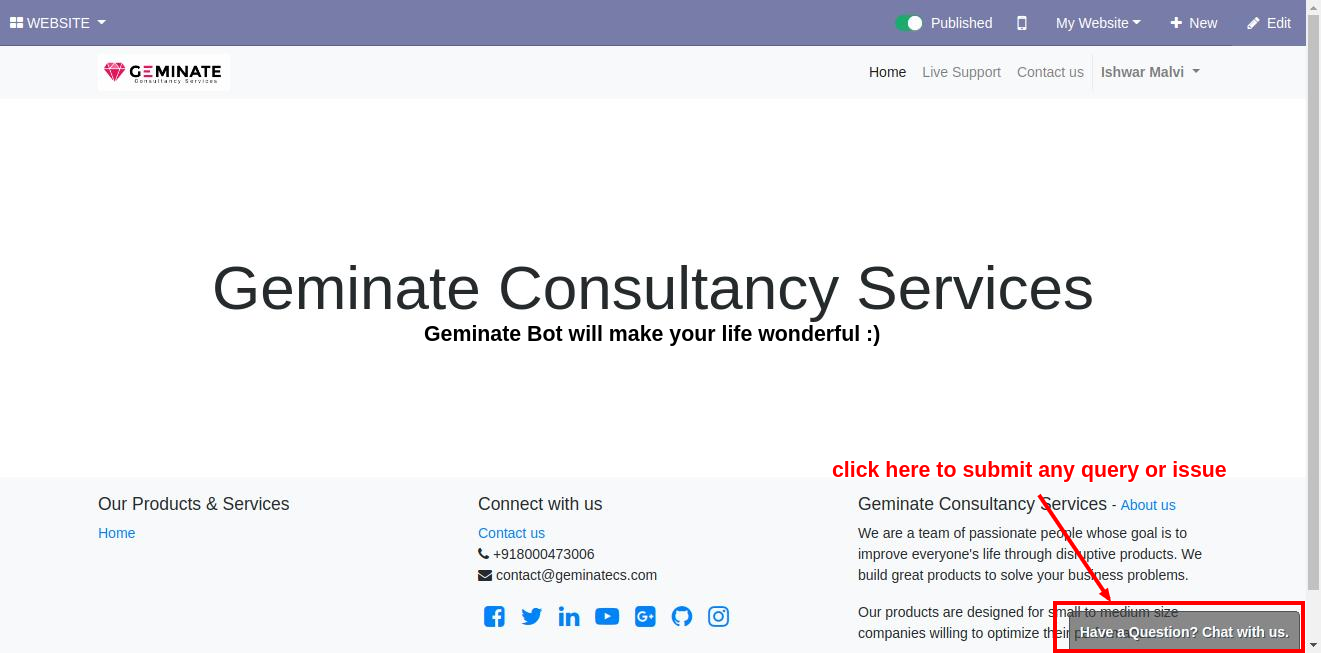 WEBSITE Published My Website New Edit
GEMINATE
Consultancy Services
Home Live Support Contact us Ishwar Malvi
Geminate Consultancy Services
Geminate Bot will make your life wonderful :)
click here to submit any query or issue
Our Products & Services
Home
Connect with us
Contact us
+918000473006
contact@geminatecs.com
Geminate Consultancy Services - About us
We are a team of passionate people whose goal is to
improve everyone's life through disruptive products. We
build great products to solve your business problems.
Our products are designed for small to medium size
companies willing to optimize their
Have a Question? Chat with us.